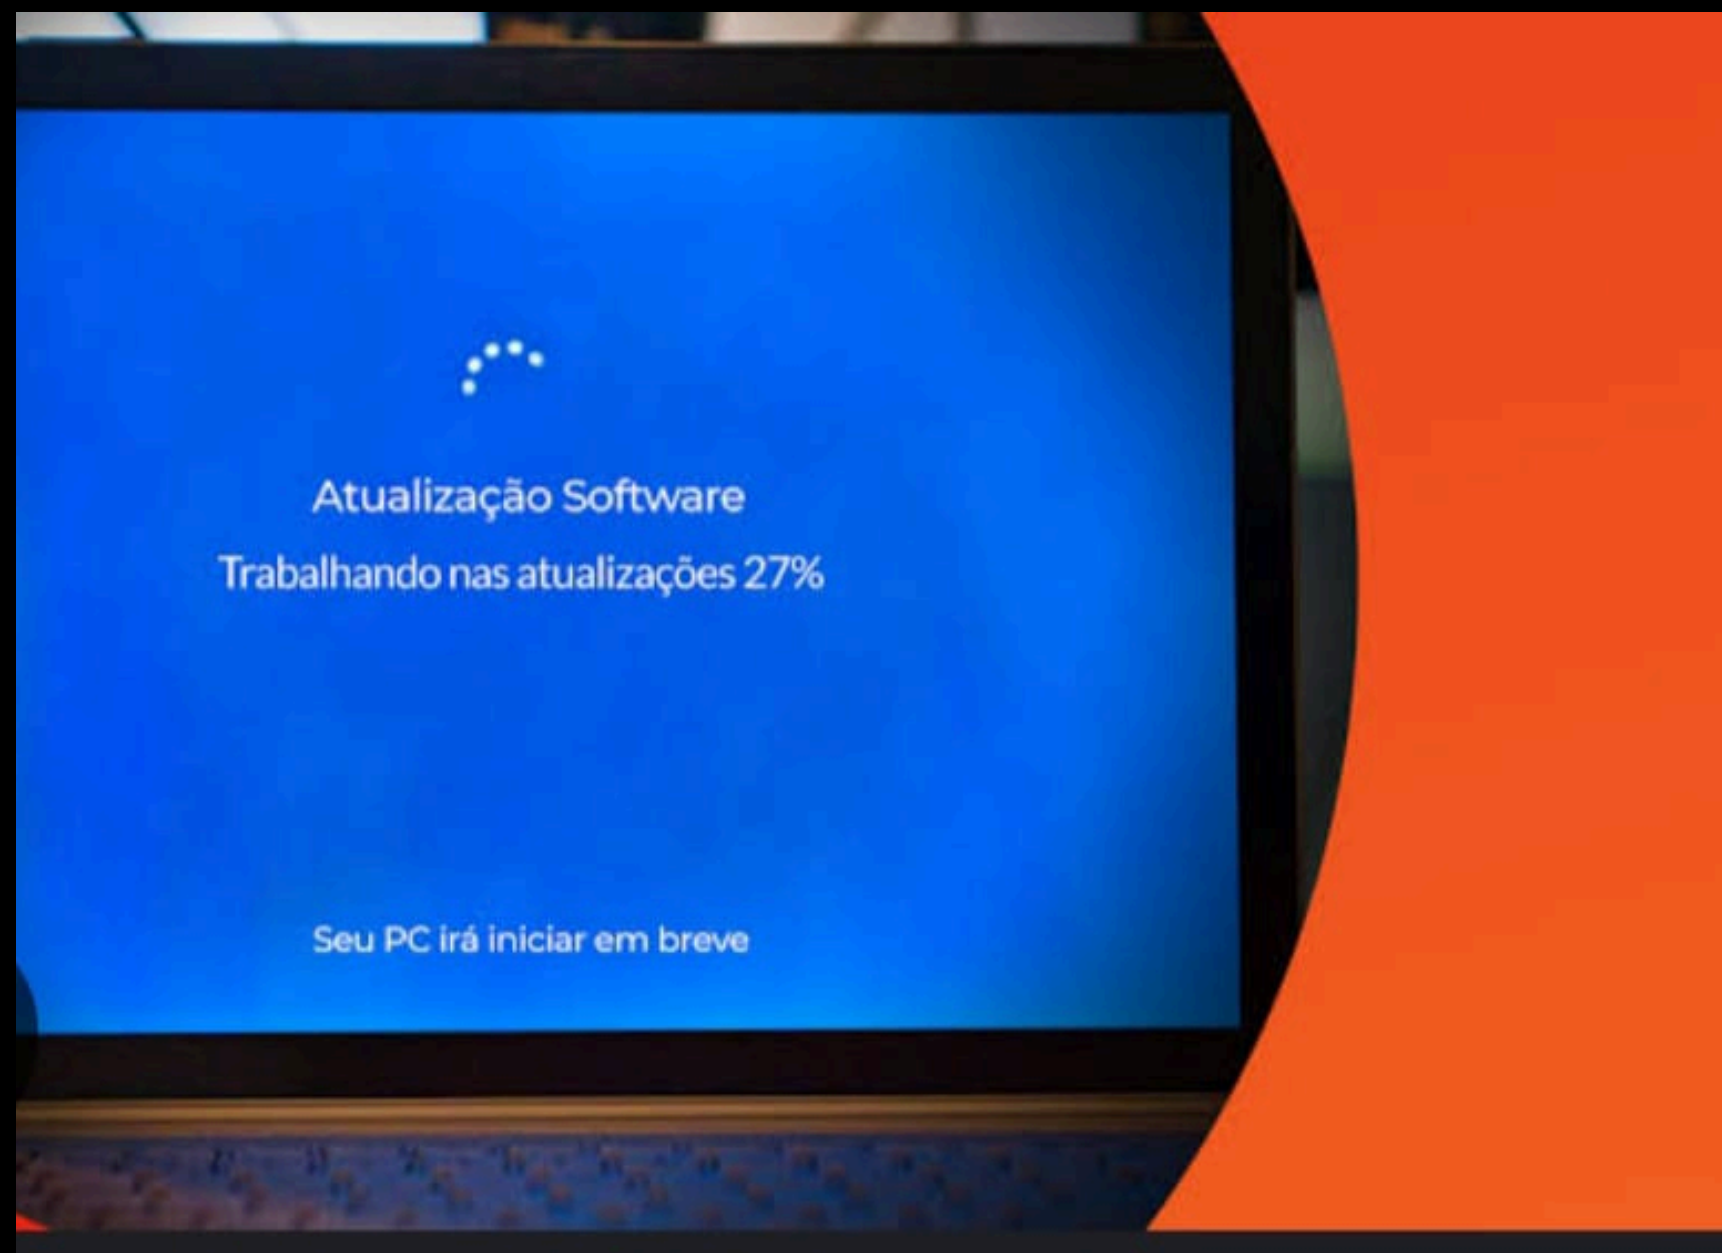 Atualização Software
Trabalhando nas atualizações 27%
Seu PC irá iniciar em breve